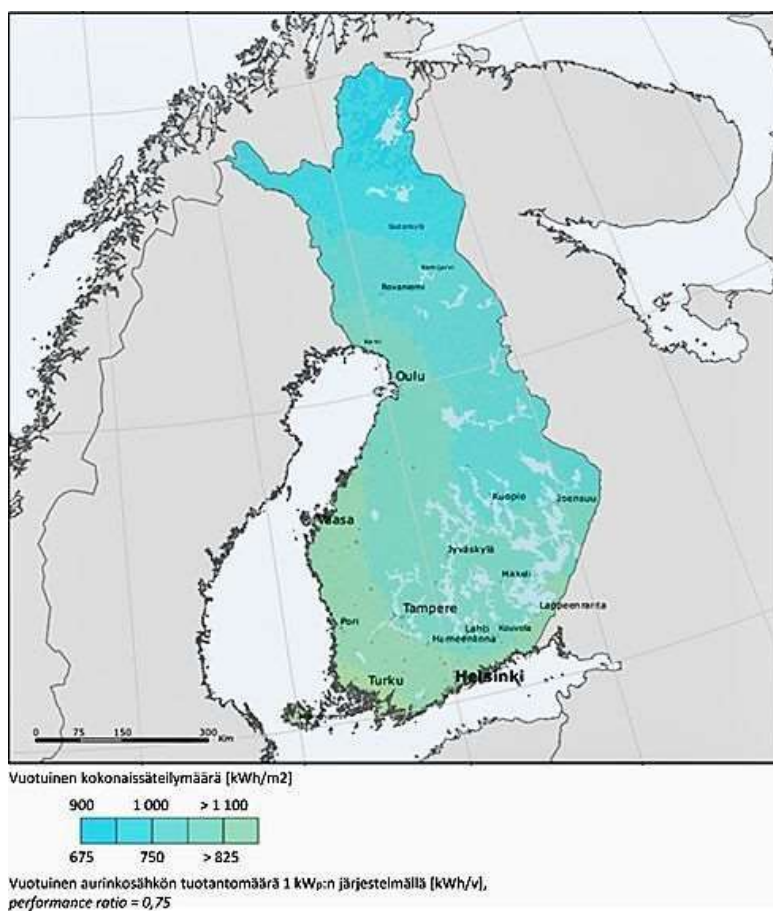 Sodankylä
Kemijärvi
Rovaniemi
Kemi
Oulu
Kuopio
Joensuu
Vaasa
Jyväskylä
Mikkeli
Tampere
Lappeenranta
Pori
Lahti
Kouvola
Hämeenlinna
Turku
Helsinki
0 75 150 300
Km
Vuotuinen kokonaissäteilymäärä [kWh/m2]
900 1 000 > 1 100
675 750 > 825
Vuotuinen aurinkosähkön tuotantomäärä 1 kWp:n järjestelmällä [kWh/v],
performance ratio = 0,75